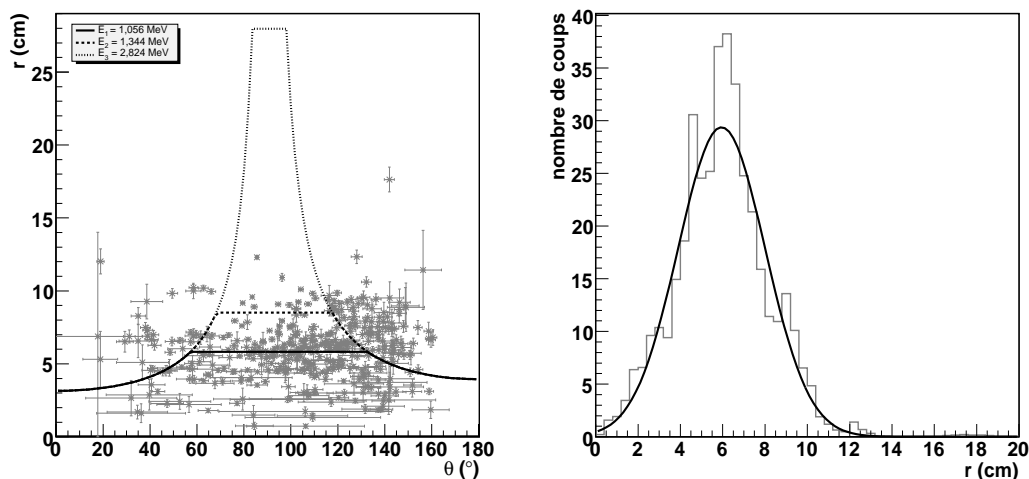 r (cm)
E1 = 1,056 MeV
E2 = 1,344 MeV
E3 = 2,824 MeV
25
20
15
10
5
0
0 20 40 60 80 100 120 140 160 180
θ (°)
nombre de coups
40
35
30
25
20
15
10
5
0
0 2 4 6 8 10 12 14 16 18 20
r (cm)